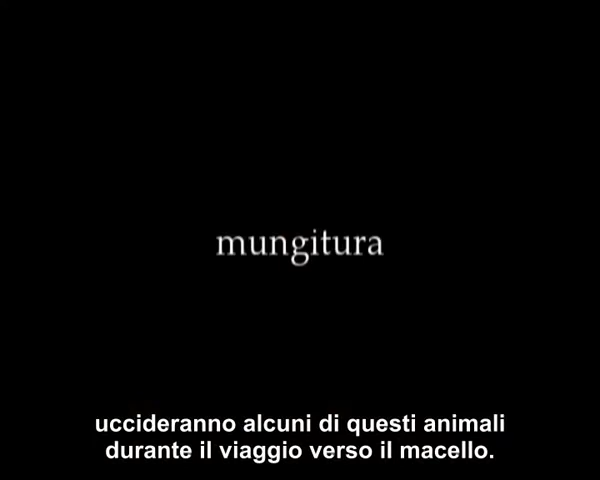 mungitura
uccideranno alcuni di questi animali
durante il viaggio verso il macello.